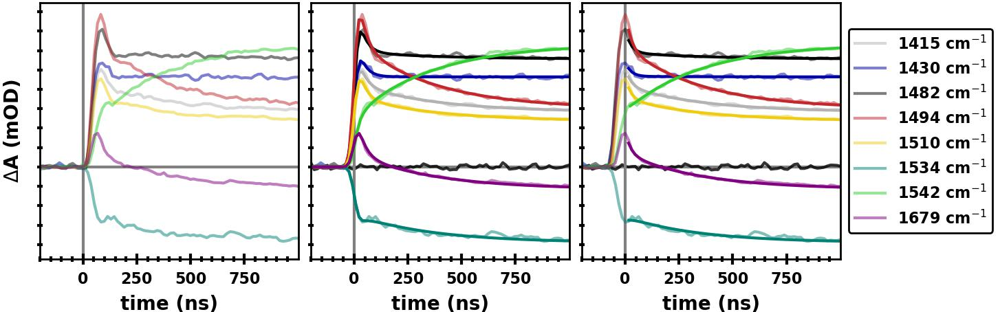 ΔA (mOD)
0 250 500 750
time (ns)
0 250 500 750
time (ns)
0 250 500 750
time (ns)
1415 cm⁻¹
1430 cm⁻¹
1482 cm⁻¹
1494 cm⁻¹
1510 cm⁻¹
1534 cm⁻¹
1542 cm⁻¹
1679 cm⁻¹